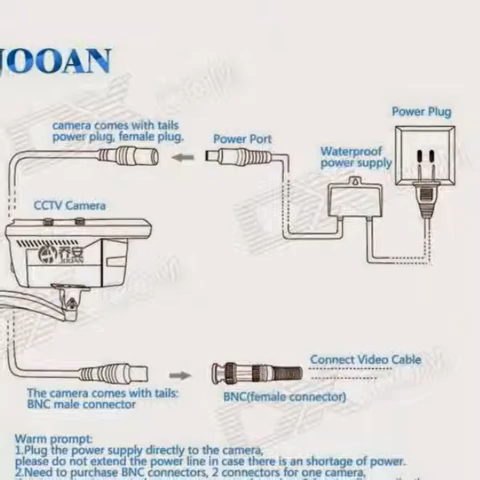 JOOAN
camera comes with tails
power plug, female plug.
Power Port
Power Plug
Waterproof
power supply
CCTV Camera
乔安
JOOAN
Connect Video Cable
The camera comes with tails:
BNC male connector
BNC(female connector)
Warm prompt:
1.Plug the power supply directly to the camera,
please do not extend the power line in case there is an shortage of power.
2.Need to purchase BNC connectors, 2 connectors for one camera,